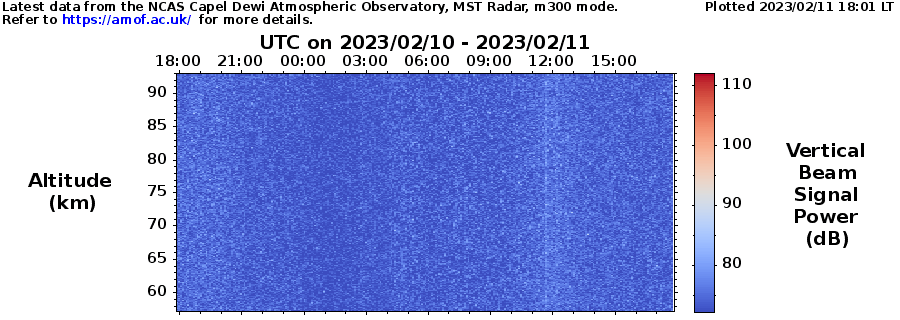 Latest data from the NCAS Capel Dewi Atmospheric Observatory, MST Radar, m300 mode. Plotted 2023/02/11 18:01 LT
Refer to https://amof.ac.uk/ for more details.
UTC on 2023/02/10 - 2023/02/11
18:00 21:00 00:00 03:00 06:00 09:00 12:00 15:00
90
85
80
75
70
65
60
Altitude
(km)
110
100
90
80
Vertical
Beam
Signal
Power
(dB)